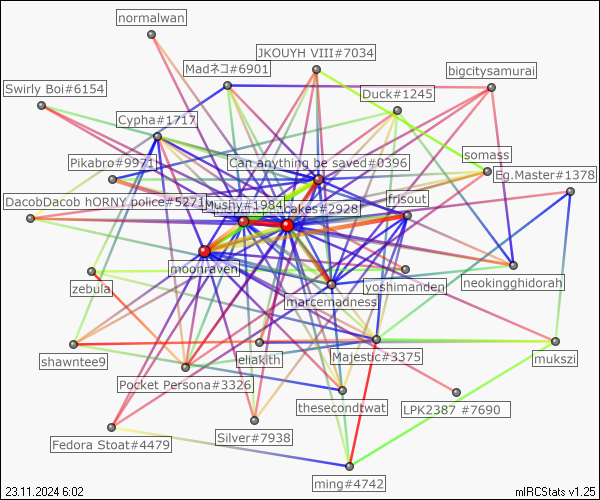 normalwan
JKOUYH VIII#7034
Madネコ#6901
bigcitysamurai
Swirly Boi#6154
Duck#1245
Cypha#1717
somass
Pikabro#9971
Can anything be saved#0396
Eg.Master#1378
DacobDacob hORNY police#5271
Mushy#1984
cakes#2928
frisout
moonraven
neokingghidorah
zebula
yoshimanden
marcemadness
shawntee9
eliakith
Majestic#3375
mukszi
Pocket Persona#3326
thesecondtwat
LPK2387 #7690
Fedora Stoat#4479
Silver#7938
ming#4742
23.11.2024 6:02
mIRCStats v1.25